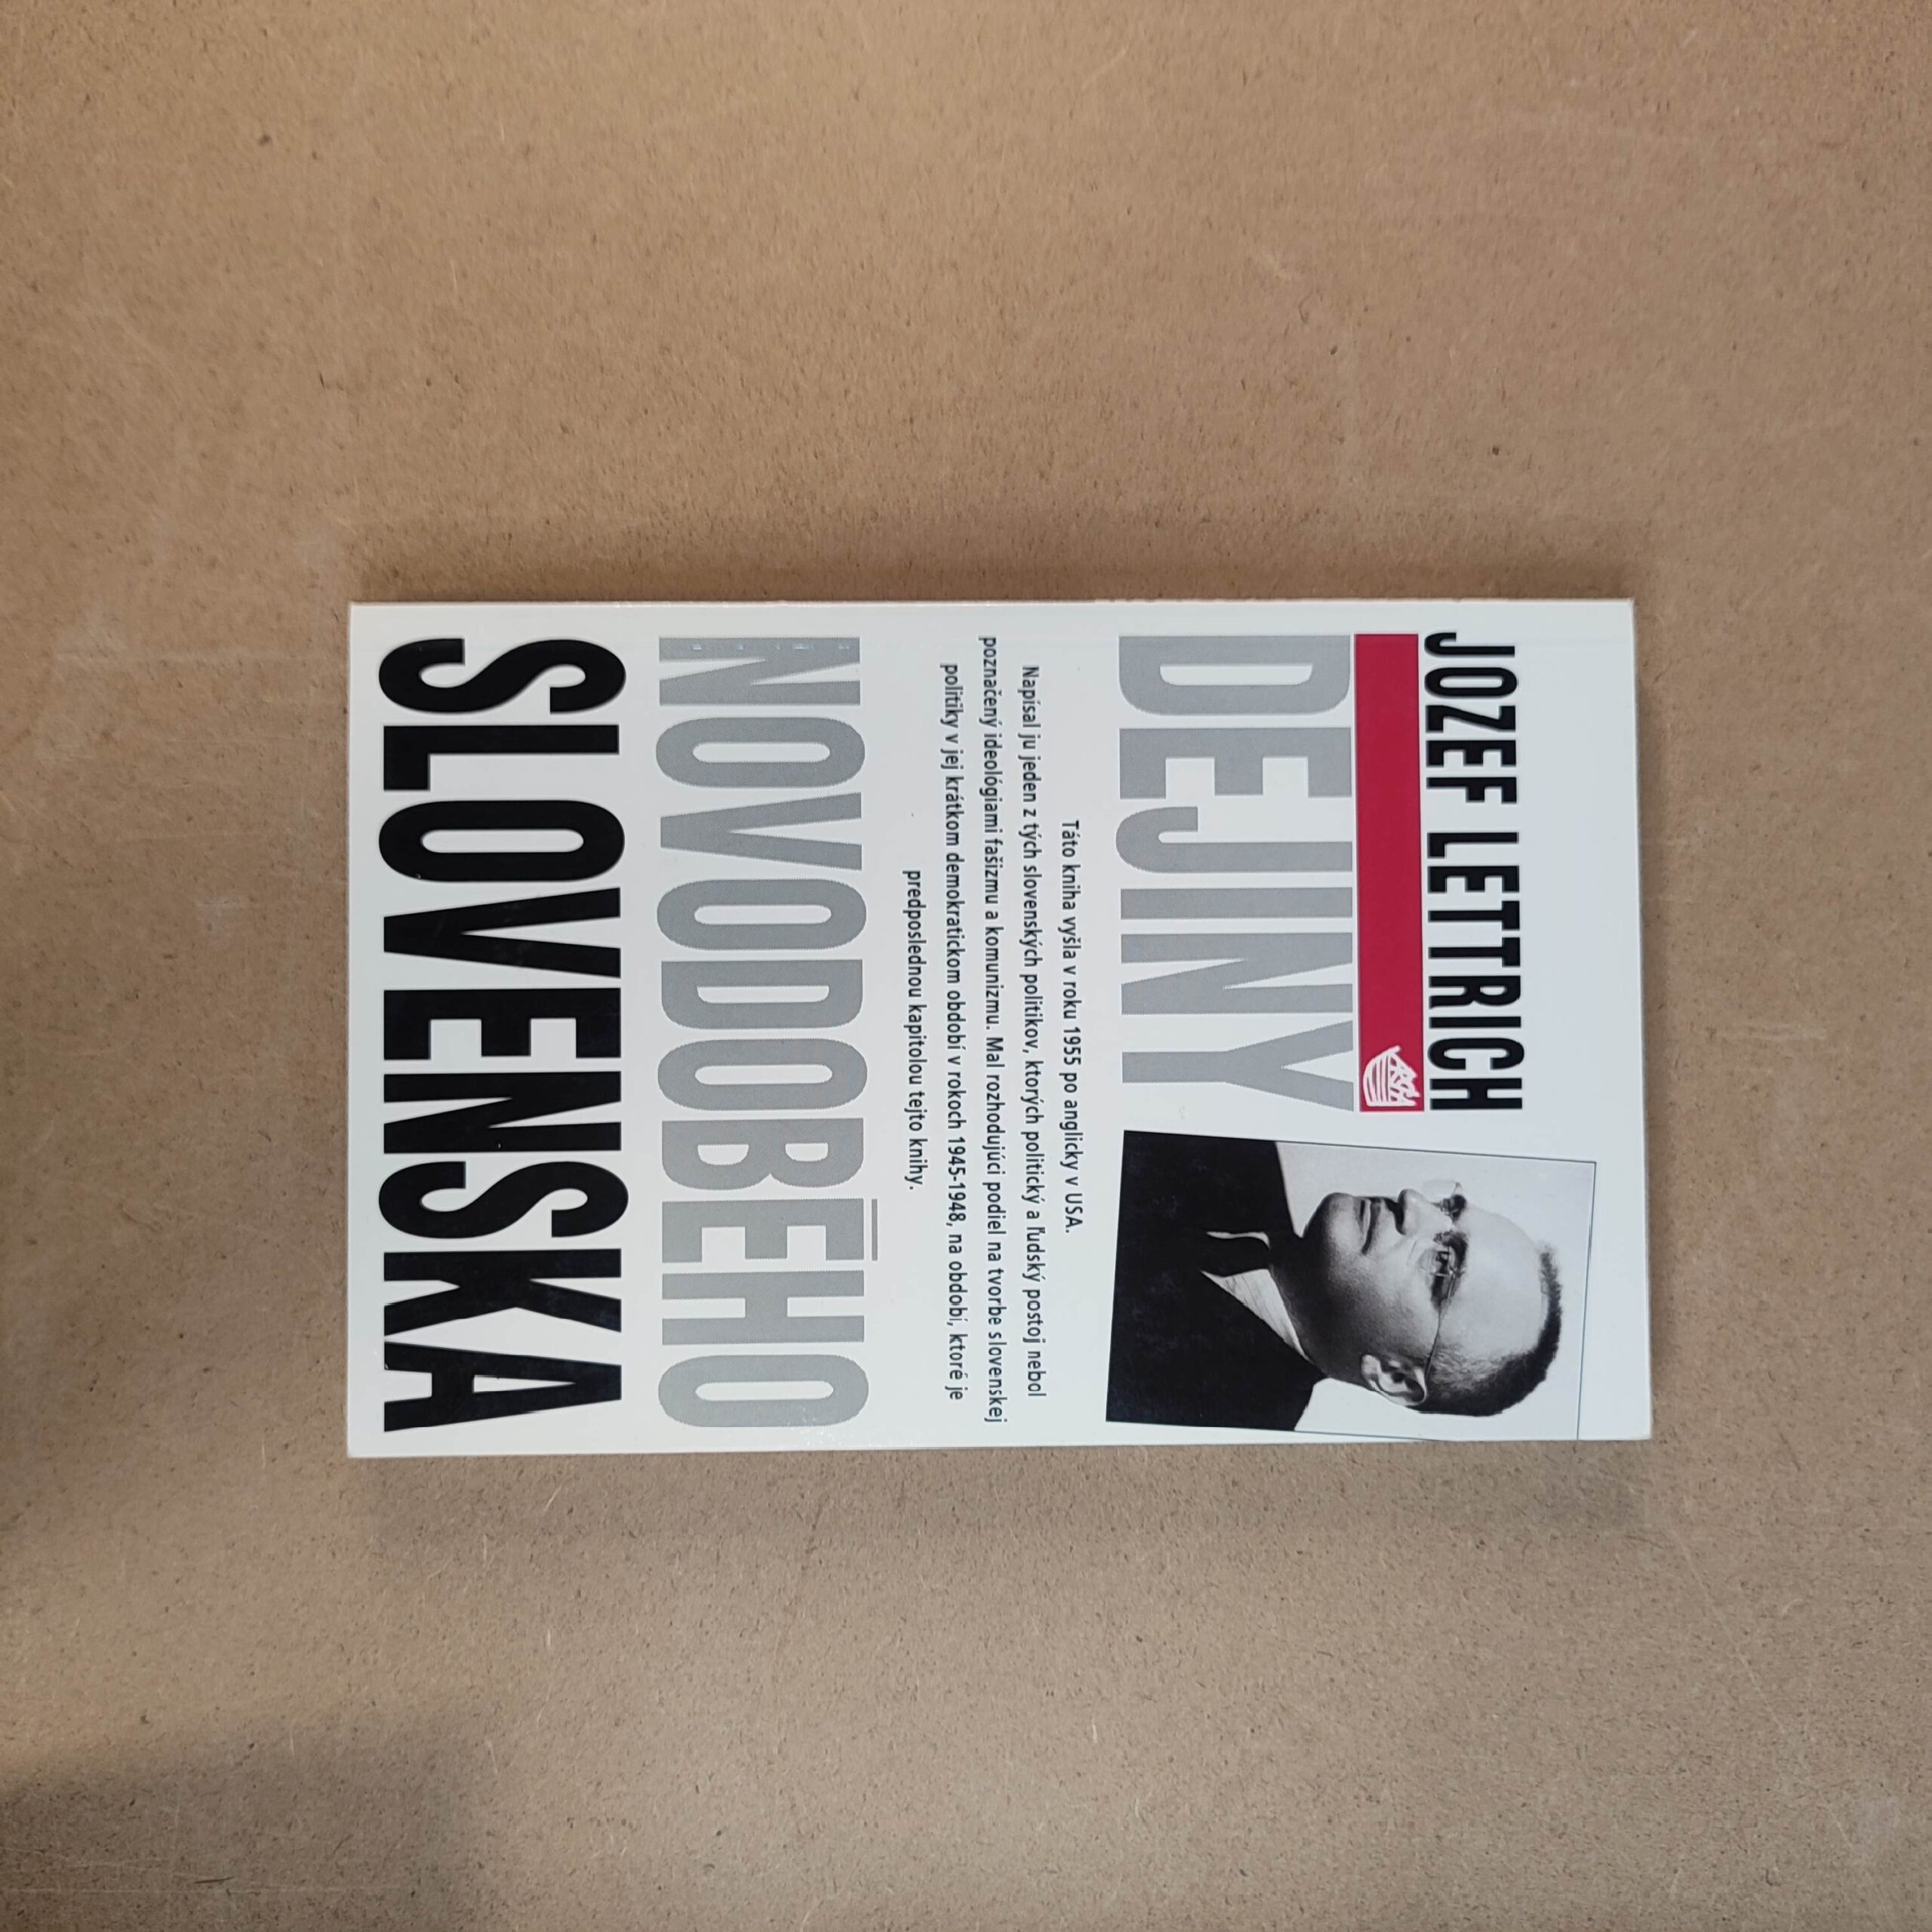 JOZEF LETTRICH
DEJINY
Táto kniha vyšla v roku 1955 po anglicky v USA.
Napísal ju jeden z tých slovenských politikov, ktorých politický a ľudský postoj nebol
poznačený ideológiami fašizmu a komunizmu. Mal rozhodujúci podiel na tvorbe slovenskej
politiky v jej krátkom demokratickom období v rokoch 1945-1948, na období, ktoré je
predposlednou kapitolou tejto knihy.
NOVODOBÉHO
SLOVENSKA